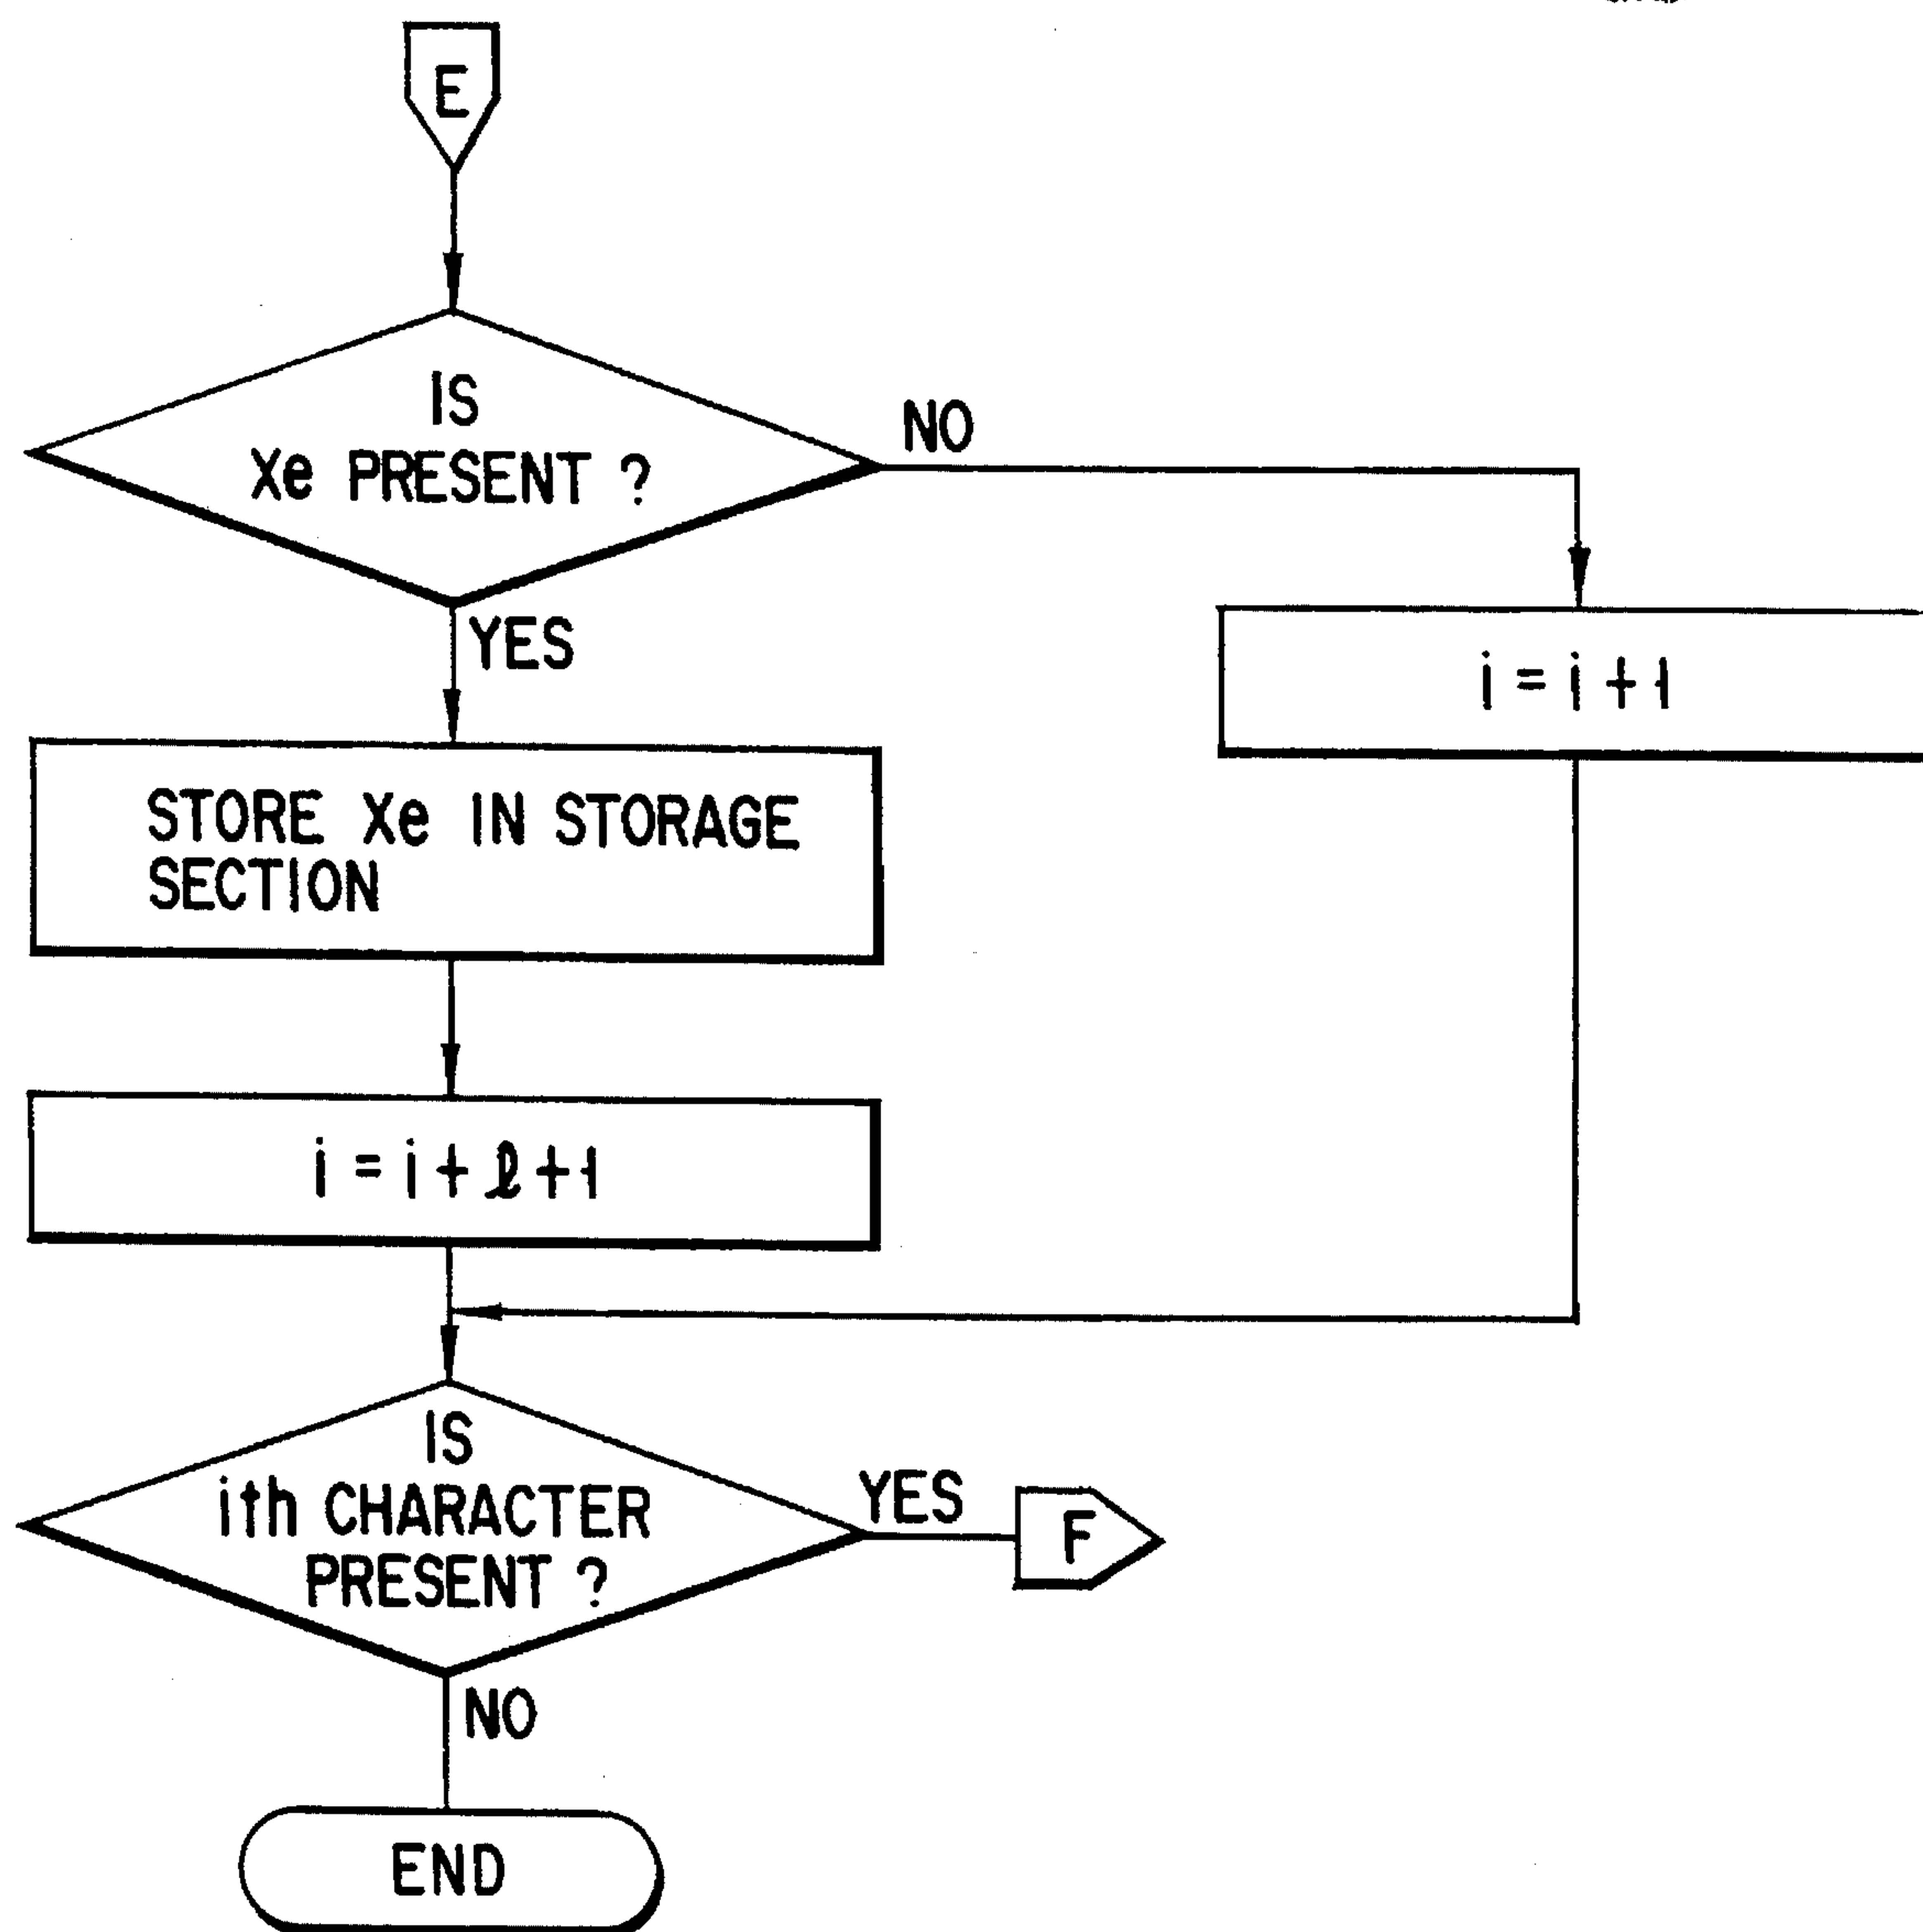 E
IS
Xe PRESENT ?
NO
YES
i = i + 1
STORE Xe IN STORAGE
SECTION
i = i + ℓ + 1
IS
ith CHARACTER
PRESENT ?
YES
F
NO
END